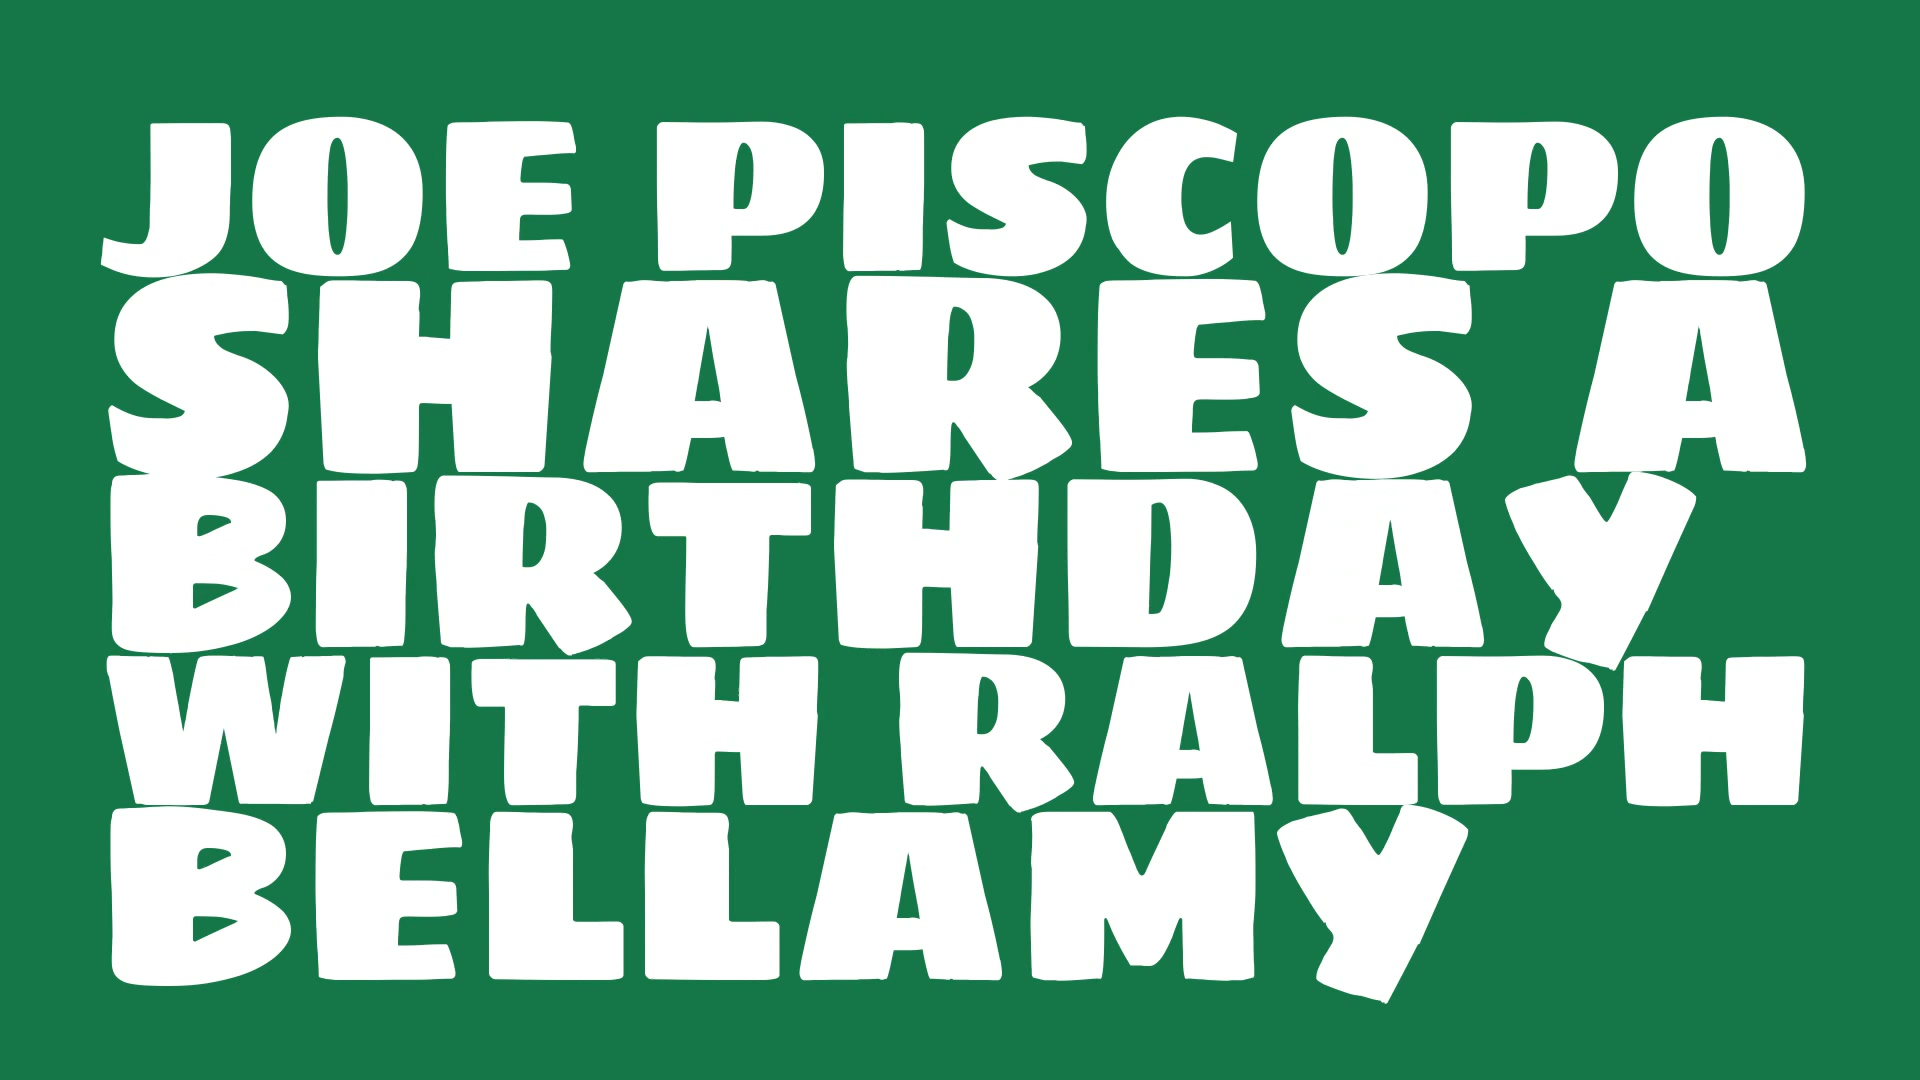 JOE PISCOPO
SHARES A
BIRTHDAY
WITH RALPH
BELLAMY